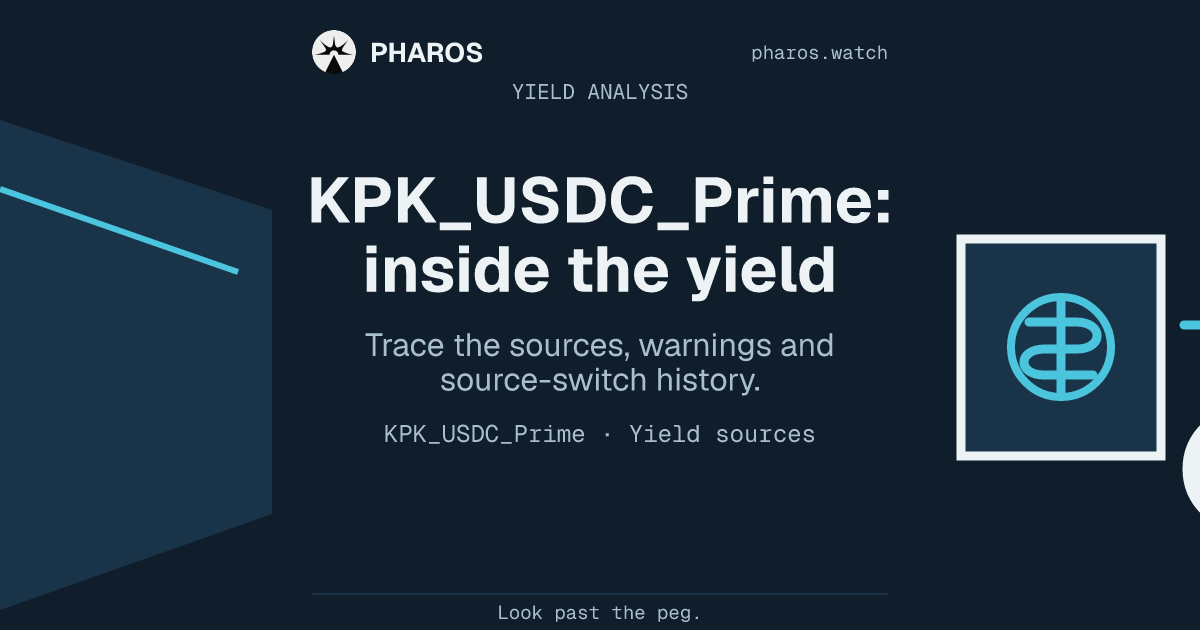 PHAROS
pharos.watch
YIELD ANALYSIS
KPK_USDC_Prime:
inside the yield
Trace the sources, warnings and
source-switch history.
KPK_USDC_Prime · Yield sources
Look past the peg.